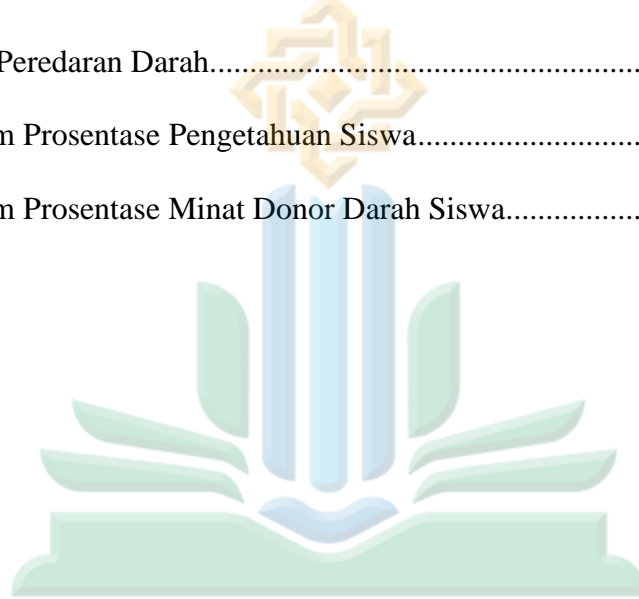 Peredaran Darah......................................................
m Prosentase Pengetahuan Siswa............................
m Prosentase Minat Donor Darah Siswa.................